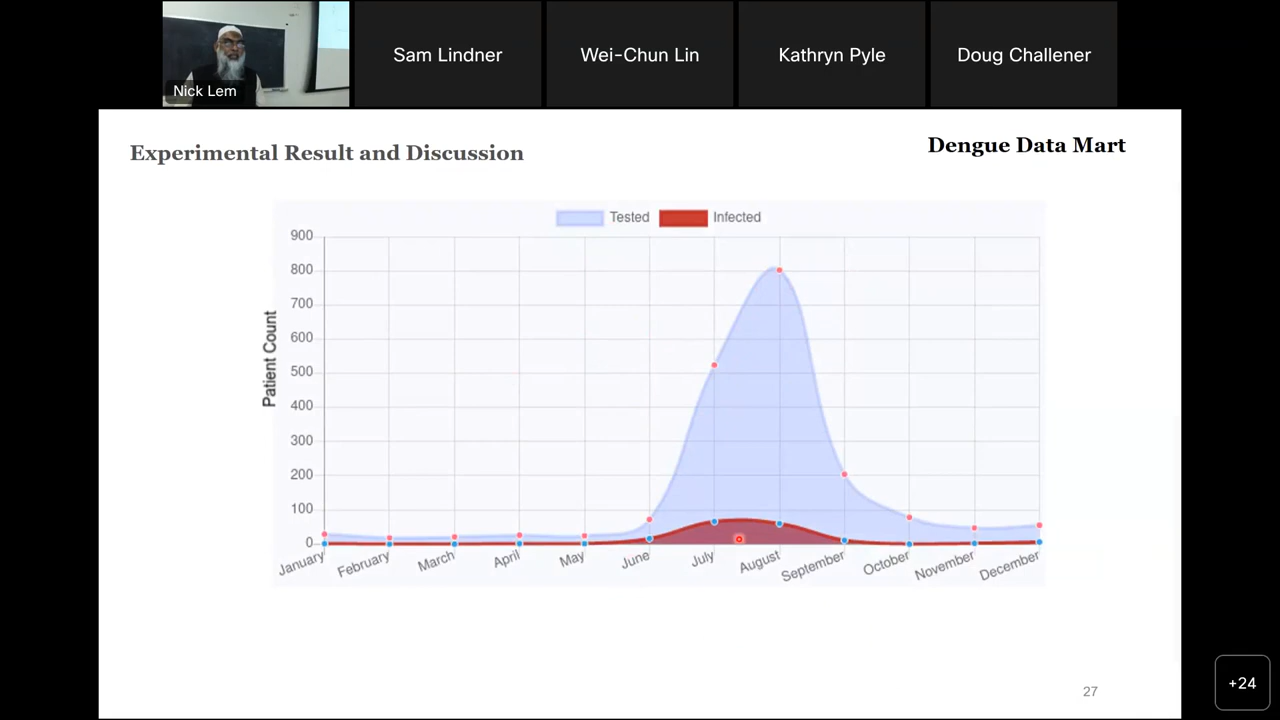 Nick Lem
Sam Lindner
Wei-Chun Lin
Kathryn Pyle
Doug Challener
Experimental Result and Discussion
Dengue Data Mart
Tested
Infected
Patient Count
900
800
700
600
500
400
300
200
100
0
January
February
March
April
May
June
July
August
September
October
November
December
27
+24